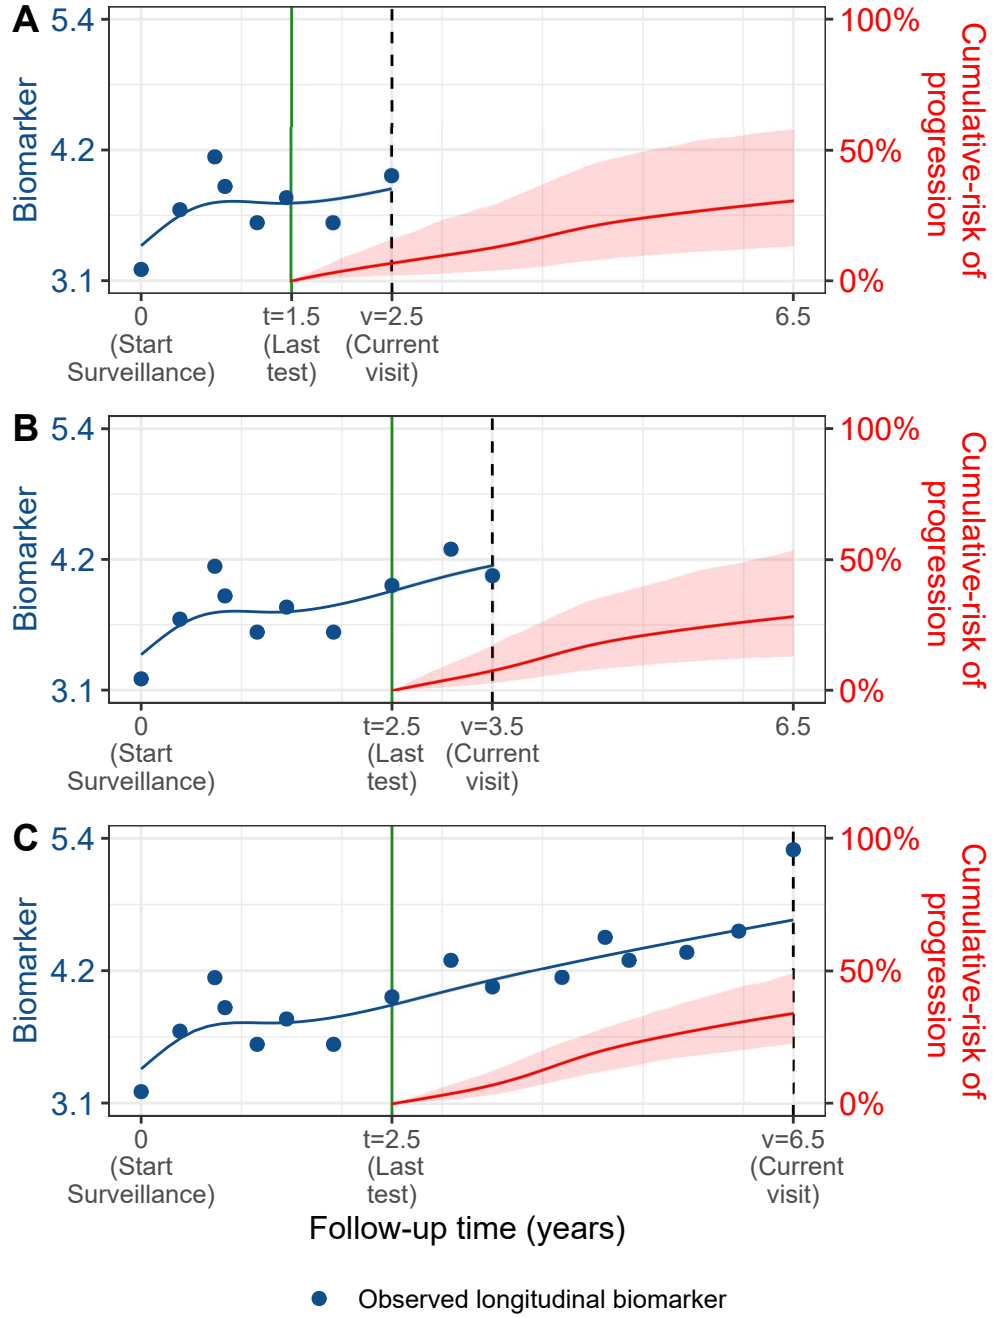 A
5.4
4.2
3.1
Biomarker
100%
50%
0%
Cumulative-risk of
progression
0
(Start
Surveillance)
t=1.5
(Last
test)
v=2.5
(Current
visit)
6.5
B
5.4
4.2
3.1
Biomarker
100%
50%
0%
Cumulative-risk of
progression
0
(Start
Surveillance)
t=2.5
(Last
test)
v=3.5
(Current
visit)
6.5
C
5.4
4.2
3.1
Biomarker
100%
50%
0%
Cumulative-risk of
progression
0
(Start
Surveillance)
t=2.5
(Last
test)
v=6.5
(Current
visit)
Follow-up time (years)
Observed longitudinal biomarker